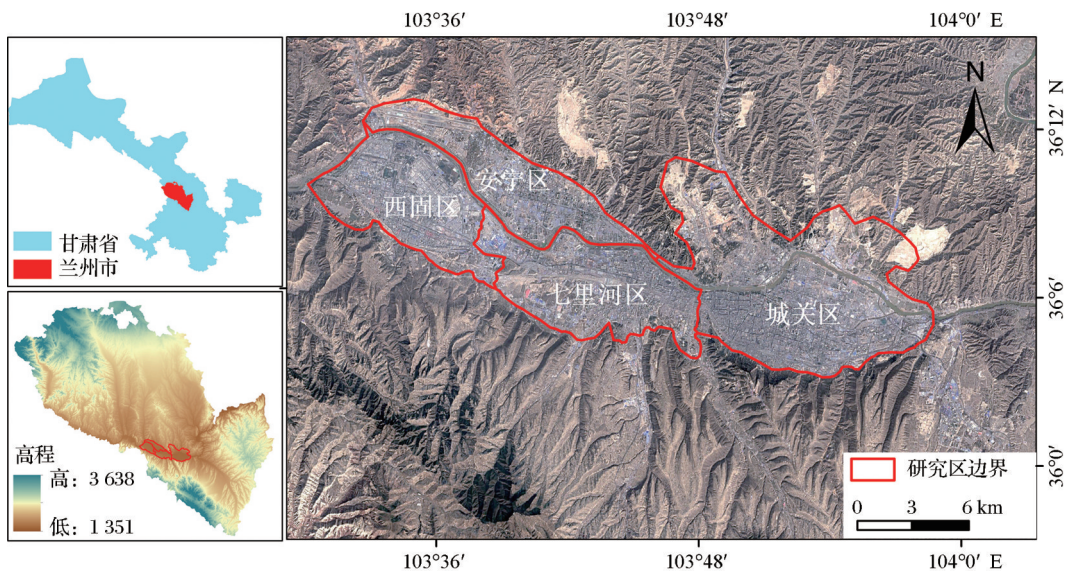 103°36′
103°48′
104°0′ E
甘肃省
兰州市
高程
高：3 638
低：1 351
安宁区
西固区
七里河区
城关区
N
36°12′ N
36°6′
36°0′
研究区边界
0 3 6 km
103°36′
103°48′
104°0′ E